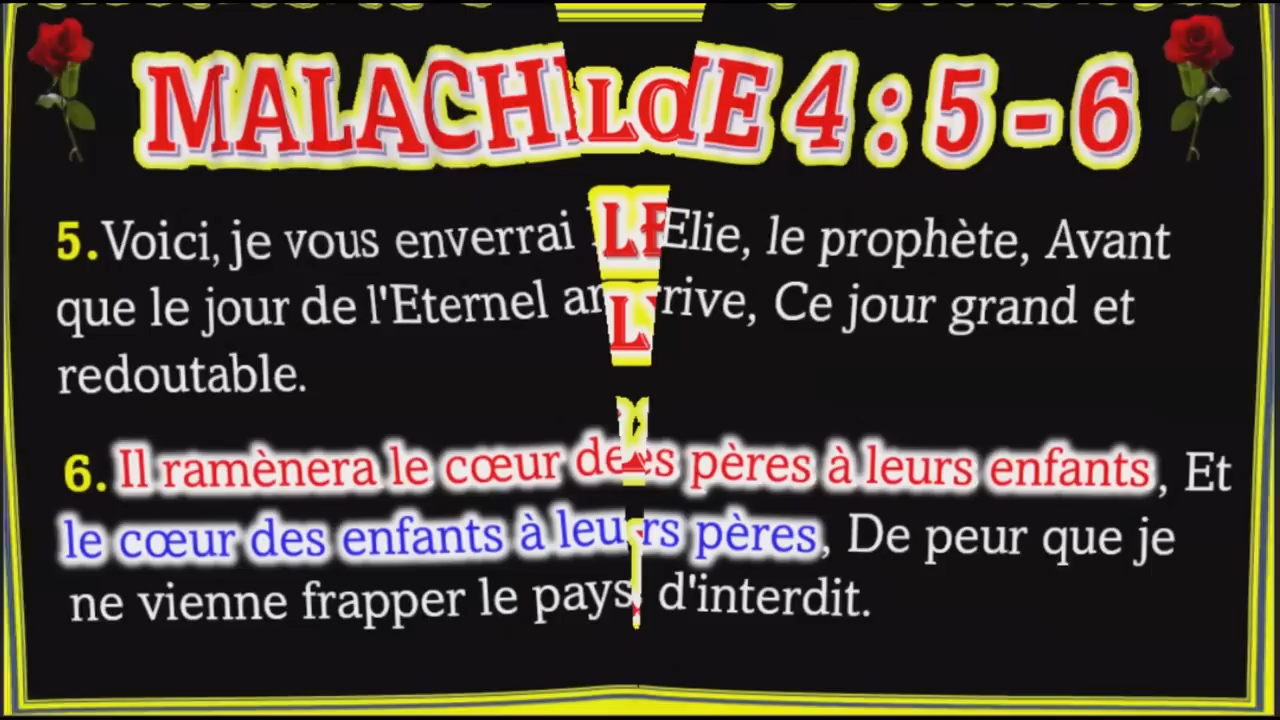 MALACHIE 4 : 5 - 6
5. Voici, je vous enverrai Elie, le prophète, Avant
que le jour de l'Eternel arrive, Ce jour grand et
redoutable.
6. Il ramènera le cœur des pères à leurs enfants, Et
le cœur des enfants à leurs pères, De peur que je
ne vienne frapper le pays d'interdit.